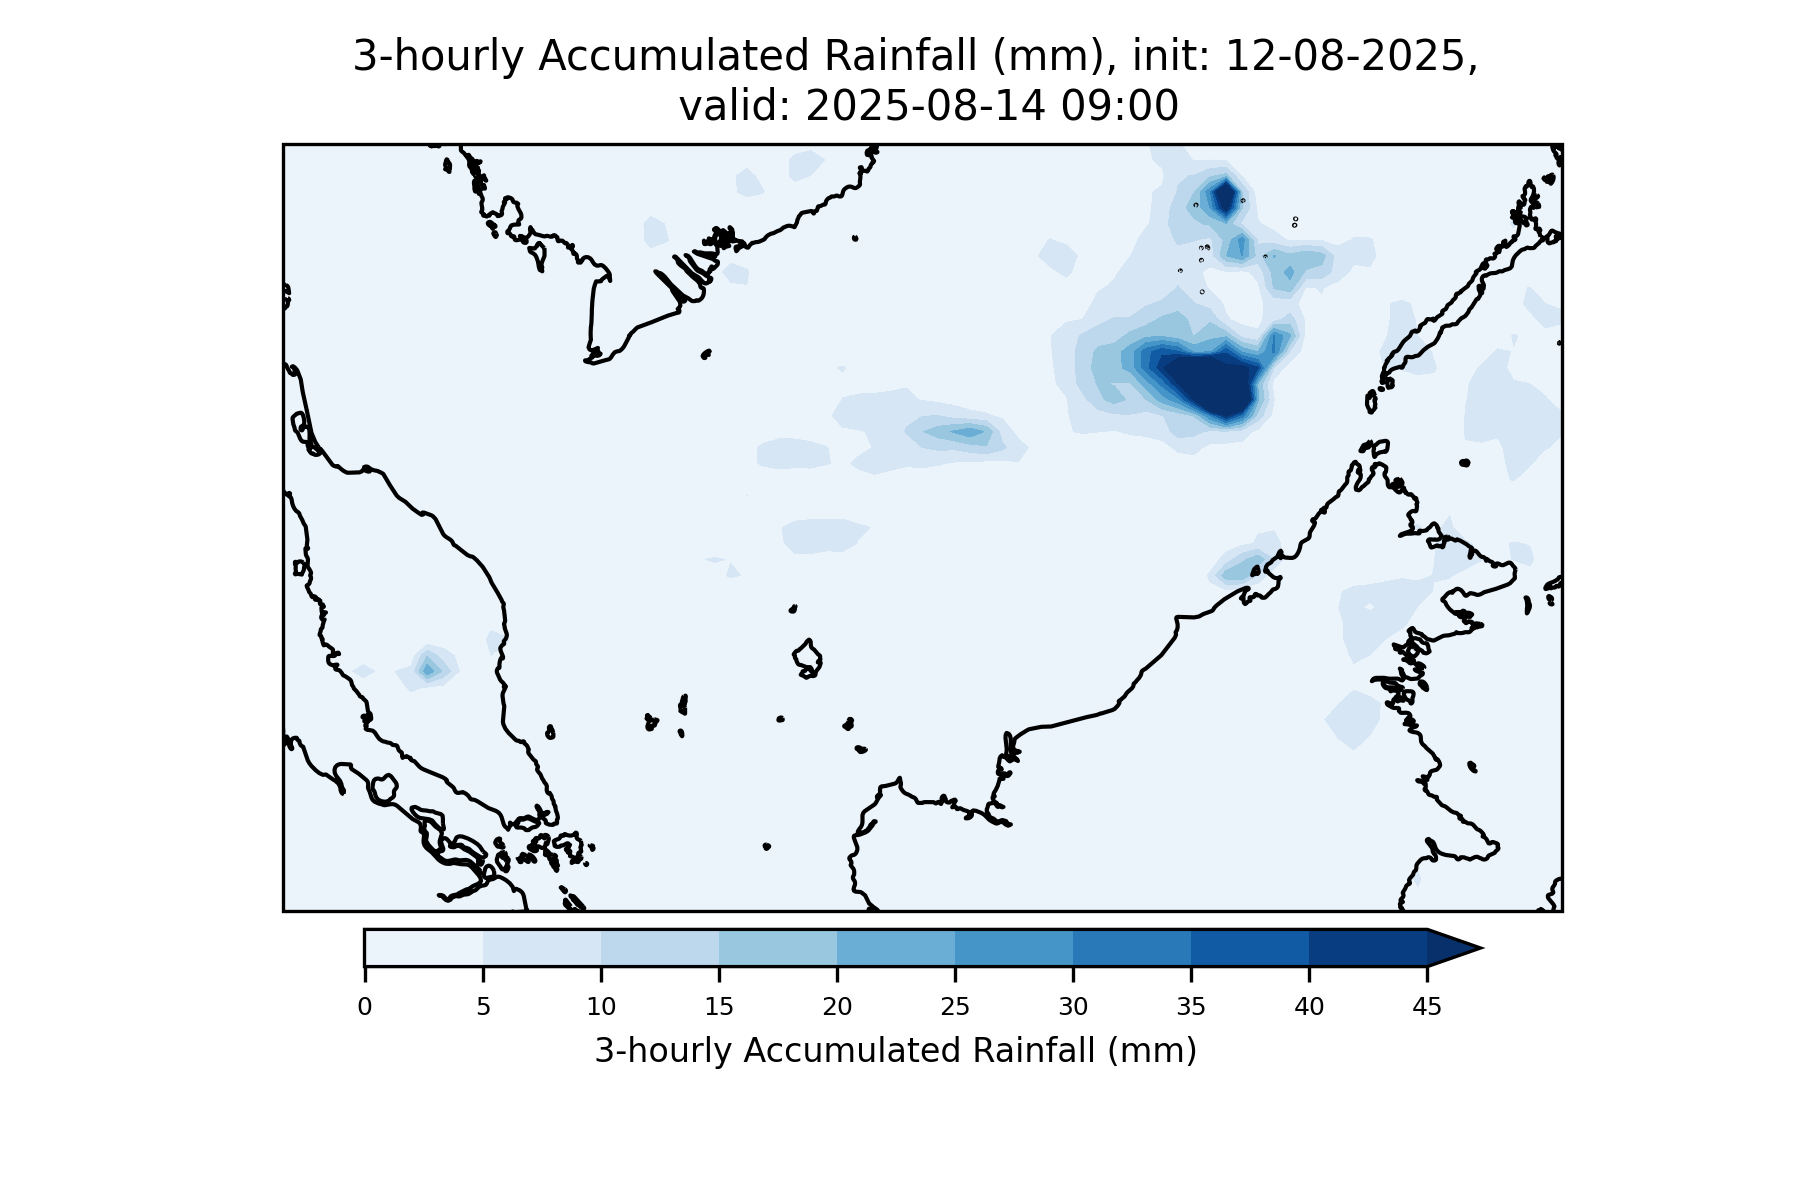 3-hourly Accumulated Rainfall (mm), init: 12-08-2025,
valid: 2025-08-14 09:00
0 5 10 15 20 25 30 35 40 45
3-hourly Accumulated Rainfall (mm)